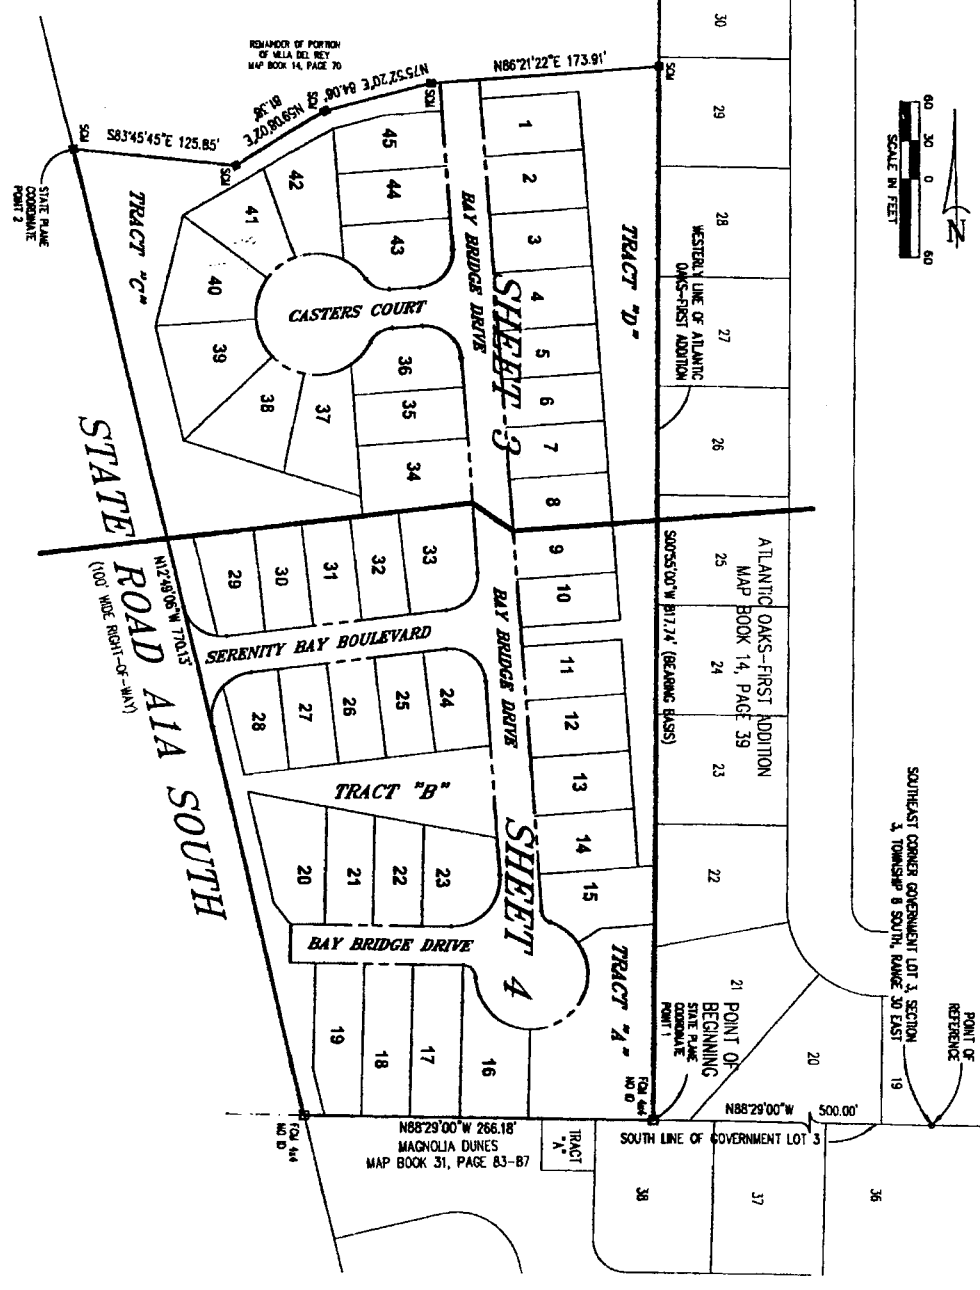 30
29
28
27
26
25
24
23
22
21
20
19
60 30 0 60
SCALE IN FEET
N
REMAINDER OF PORTION
OF VILLA DEL REY
MAP BOOK 14, PAGE 70
N86°21'22"E 173.91'
N75°52'20"E 84.06'
N59°08'02"E
81.38'
S83°45'45"E 125.85'
SCM
SCM
SCM
SCM
SCM
STATE PLANE
COORDINATE
POINT 2
TRACT "C"
TRACT "D"
WESTERLY LINE OF ATLANTIC
OAKS-FIRST ADDITION
1
2
3
4
5
6
7
8
9
10
11
12
13
14
15
45
44
43
42
41
40
39
38
37
36
35
34
CASTERS COURT
BAY BRIDGE DRIVE
SHEET 3
33
32
31
30
29
SERENITY BAY BOULEVARD
BAY BRIDGE DRIVE
24
25
26
27
28
TRACT "B"
23
22
21
20
SHEET 4
BAY BRIDGE DRIVE
16
17
18
19
TRACT "A"
STATE ROAD A1A SOUTH
N12°49'06"W 770.13'
(100' WIDE RIGHT-OF-WAY)
S00°55'00"W 817.74' (BEARING BASIS)
ATLANTIC OAKS-FIRST ADDITION
MAP BOOK 14, PAGE 39
SOUTHEAST CORNER GOVERNMENT LOT 3, SECTION
3, TOWNSHIP 8 SOUTH, RANGE 30 EAST
POINT OF
REFERENCE
POINT OF
BEGINNING
STATE PLANE
COORDINATE
POINT 1
FCM 4x4
NO ID
N88°29'00"W 500.00'
SOUTH LINE OF GOVERNMENT LOT 3
N88°29'00"W 266.18'
MAGNOLIA DUNES
MAP BOOK 31, PAGE 83-87
FCM 4x4
NO ID
TRACT
"A"
38
37
36